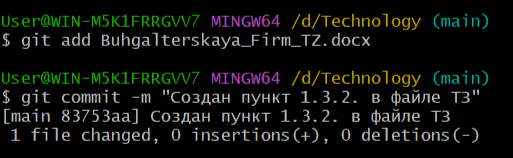 User@WIN-M5K1FRRGVV7 MINGW64 /d/Technology (main)
$ git add Buhgalterskaya_Firm_TZ.docx
User@WIN-M5K1FRRGVV7 MINGW64 /d/Technology (main)
$ git commit -m "Создан пункт 1.3.2. в файле ТЗ"
[main 83753aa] Создан пункт 1.3.2. в файле ТЗ
1 file changed, 0 insertions(+), 0 deletions(-)